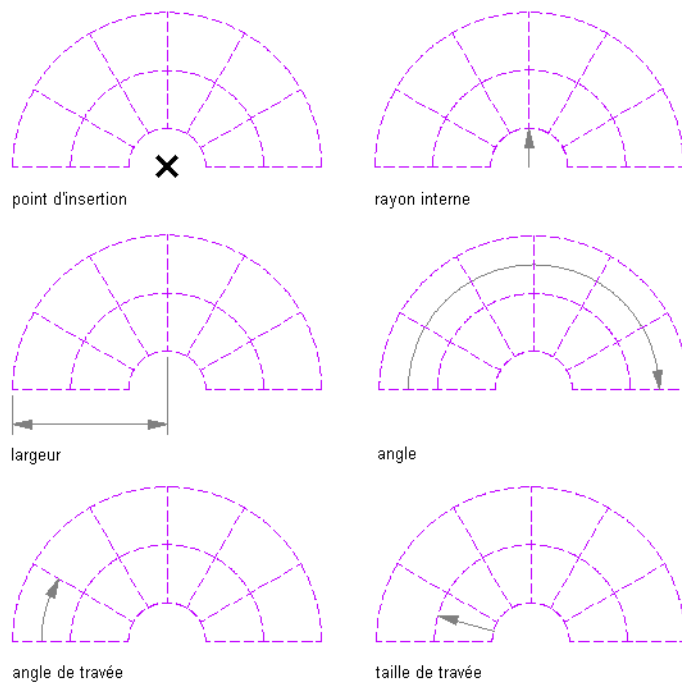 point d'insertion
rayon interne
largeur
angle
angle de travée
taille de travée